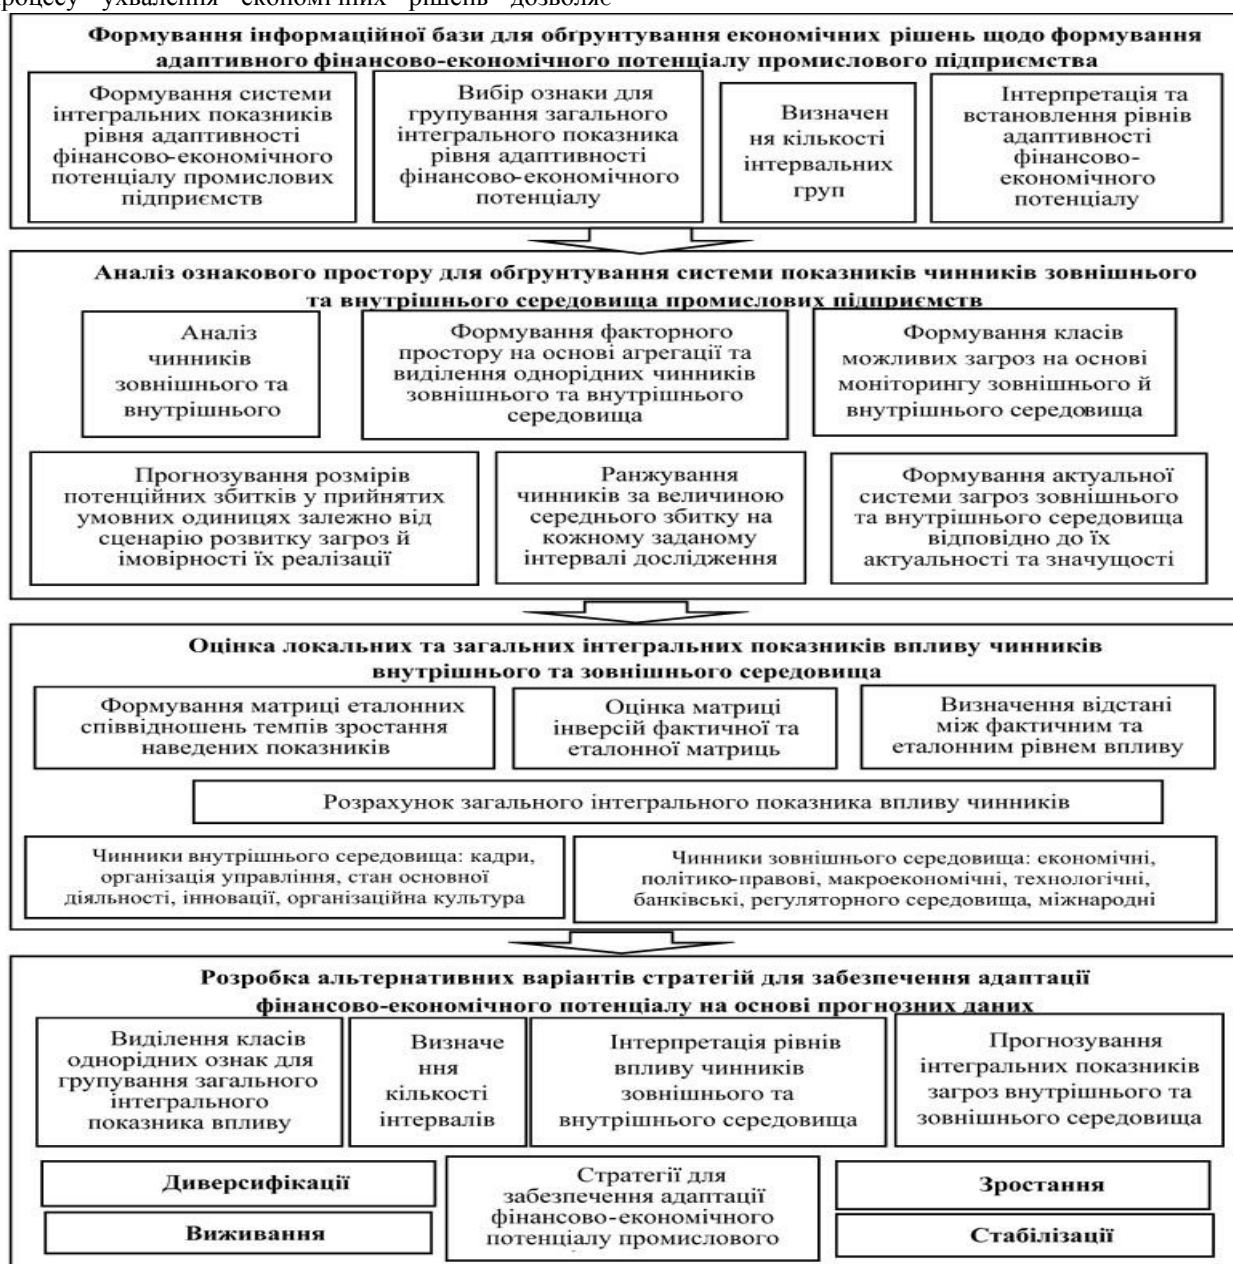 процесу ухвалення економічних рішень дозволяє
Формування інформаційної бази для обґрунтування економічних рішень щодо формування
адаптивного фінансово-економічного потенціалу промислового підприємства
Формування системи
інтегральних показників
рівня адаптивності
фінансово-економічного
потенціалу промислових
підприємств
Вибір ознаки для
групування загального
інтегрального показника
рівня адаптивності
фінансово-економічного
потенціалу
Визначен
ня кількості
інтервальних
груп
Інтерпретація та
встановлення рівнів
адаптивності
фінансово-
економічного
потенціалу
Аналіз ознакового простору для обґрунтування системи показників чинників зовнішнього
та внутрішнього середовища промислових підприємств
Аналіз
чинників
зовнішнього та
внутрішнього
Формування факторного
простору на основі агрегації та
виділення однорідних чинників
зовнішнього та внутрішнього
середовища
Формування класів
можливих загроз на основі
моніторингу зовнішнього й
внутрішнього середовища
Прогнозування розмірів
потенційних збитків у прийнятих
умовних одиницях залежно від
сценарію розвитку загроз й
імовірності їх реалізації
Ранжування
чинників за величиною
середнього збитку на
кожному заданому
інтервалі дослідження
Формування актуальної
системи загроз зовнішнього
та внутрішнього середовища
відповідно до їх
актуальності та значущості
Оцінка локальних та загальних інтегральних показників впливу чинників
внутрішнього та зовнішнього середовища
Формування матриці еталонних
співвідношень темпів зростання
наведених показників
Оцінка матриці
інверсій фактичної та
еталонної матриць
Визначення відстані
між фактичним та
еталонним рівнем впливу
Розрахунок загального інтегрального показника впливу чинників
Чинники внутрішнього середовища: кадри,
організація управління, стан основної
діяльності, інновації, організаційна культура
Чинники зовнішнього середовища: економічні,
політико-правові, макроекономічні, технологічні,
банківські, регуляторного середовища, міжнародні
Розробка альтернативних варіантів стратегій для забезпечення адаптації
фінансово-економічного потенціалу на основі прогнозних даних
Виділення класів
однорідних ознак для
групування загального
інтегрального
показника впливу
Визначе
ння
кількості
інтервалів
Інтерпретація рівнів
впливу чинників
зовнішнього та
внутрішнього середовища
Прогнозування
інтегральних показників
загроз внутрішнього та
зовнішнього середовища
Диверсифікації
Виживання
Стратегії для
забезпечення адаптації
фінансово-економічного
потенціалу промислового
Зростання
Стабілізації